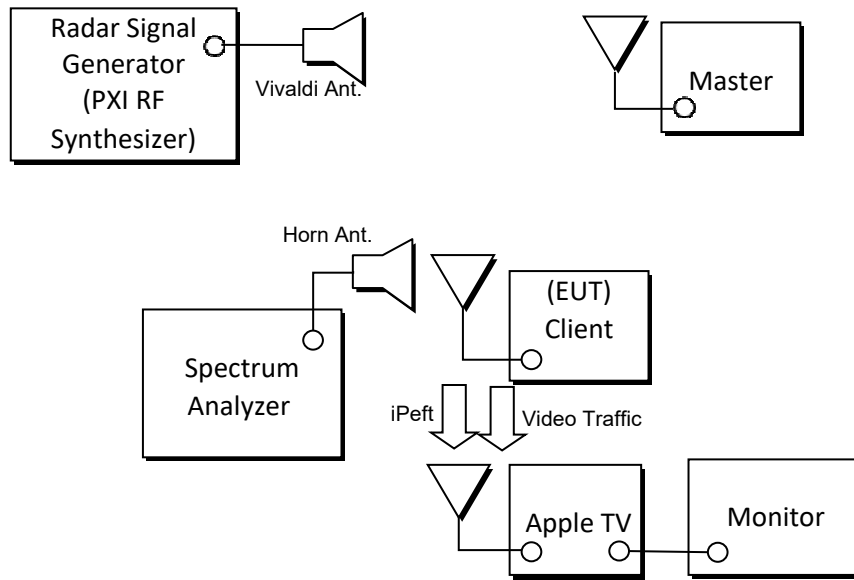 Radar Signal
Generator
(PXI RF
Synthesizer)
Vivaldi Ant.
Master
Horn Ant.
(EUT)
Client
Spectrum
Analyzer
iPeft
Video Traffic
Apple TV
Monitor